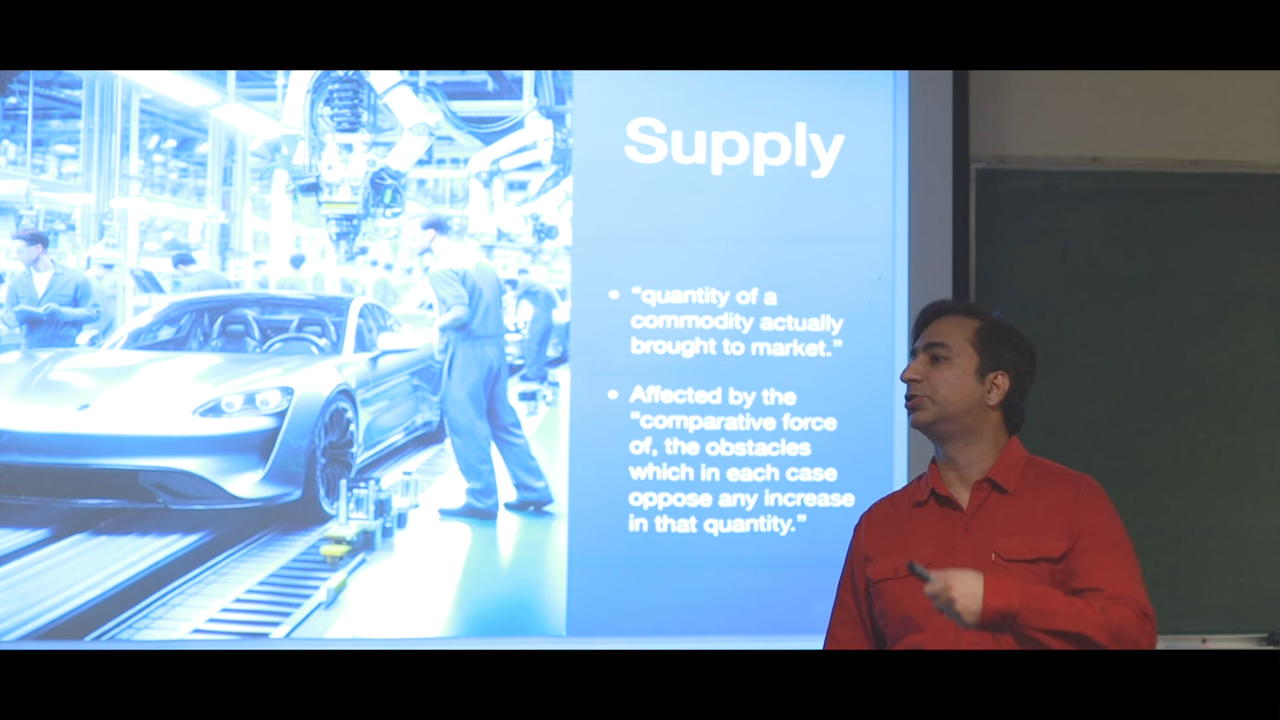 Supply
• “quantity of a
commodity actually
brought to market.”
• Affected by the
“comparative force
of, the obstacles
which in each case
oppose any increase
in that quantity.”